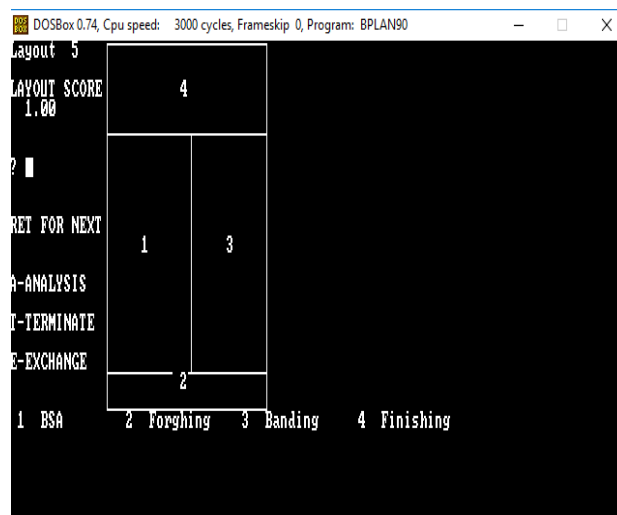 DOSBox 0.74, Cpu speed: 3000 cycles, Frameskip 0, Program: BPLAN90
Layout 5
LAYOUT SCORE
1.00
4
?
RET FOR NEXT
1 3
A-ANALYSIS
T-TERMINATE
E-EXCHANGE
2
1 BSA 2 Forghing 3 Banding 4 Finishing